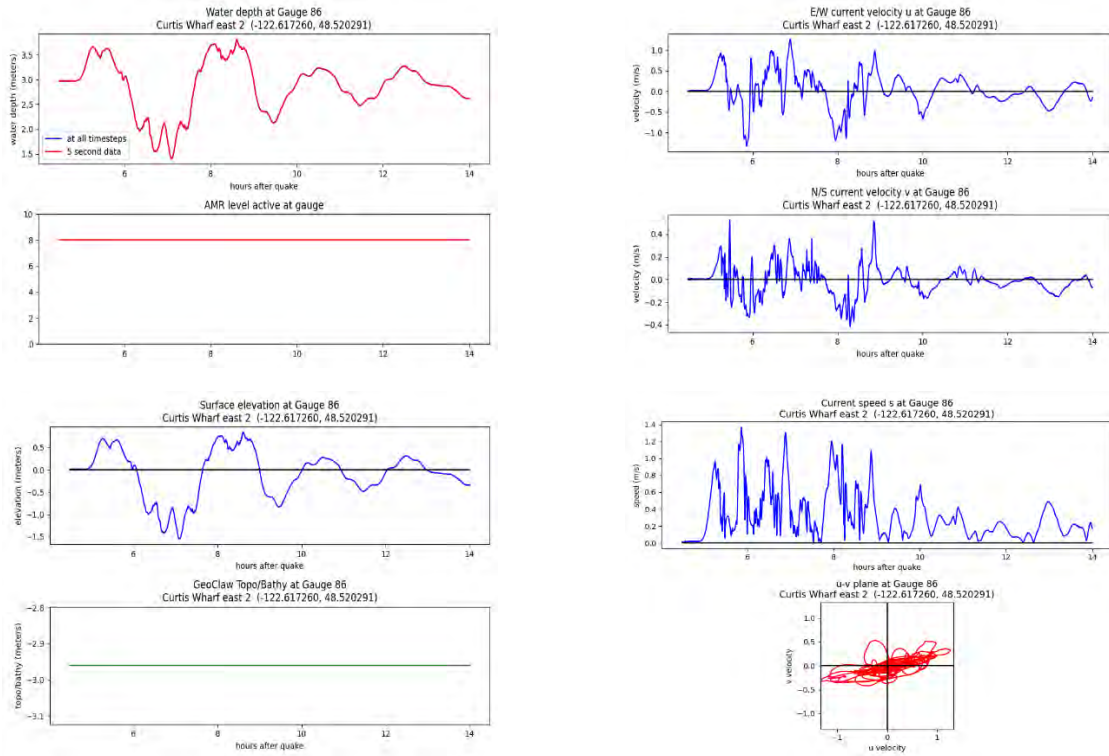 Water depth at Gauge 86
Curtis Wharf east 2 (-122.617260, 48.520291)
water depth (meters)
3.5
3.0
2.5
2.0
1.5
at all timesteps
5 second data
6 8 10 12 14
hours after quake
AMR level active at gauge
10
8
6
4
2
0
6 8 10 12 14
hours after quake
Surface elevation at Gauge 86
Curtis Wharf east 2 (-122.617260, 48.520291)
elevation (meters)
0.5
0.0
−0.5
−1.0
−1.5
6 8 10 12 14
hours after quake
GeoClaw Topo/Bathy at Gauge 86
Curtis Wharf east 2 (-122.617260, 48.520291)
topo/bathy (meters)
−2.8
−2.9
−3.0
−3.1
6 8 10 12 14
hours after quake
E/W current velocity u at Gauge 86
Curtis Wharf east 2 (-122.617260, 48.520291)
velocity (m/s)
1.0
0.5
0.0
−0.5
−1.0
6 8 10 12 14
hours after quake
N/S current velocity v at Gauge 86
Curtis Wharf east 2 (-122.617260, 48.520291)
velocity (m/s)
0.4
0.2
0.0
−0.2
−0.4
6 8 10 12 14
hours after quake
Current speed s at Gauge 86
Curtis Wharf east 2 (-122.617260, 48.520291)
speed (m/s)
1.4
1.2
1.0
0.8
0.6
0.4
0.2
0.0
6 8 10 12 14
hours after quake
u-v plane at Gauge 86
Curtis Wharf east 2 (-122.617260, 48.520291)
v velocity
1.0
0.5
0.0
−0.5
−1.0
−1 0 1
u velocity